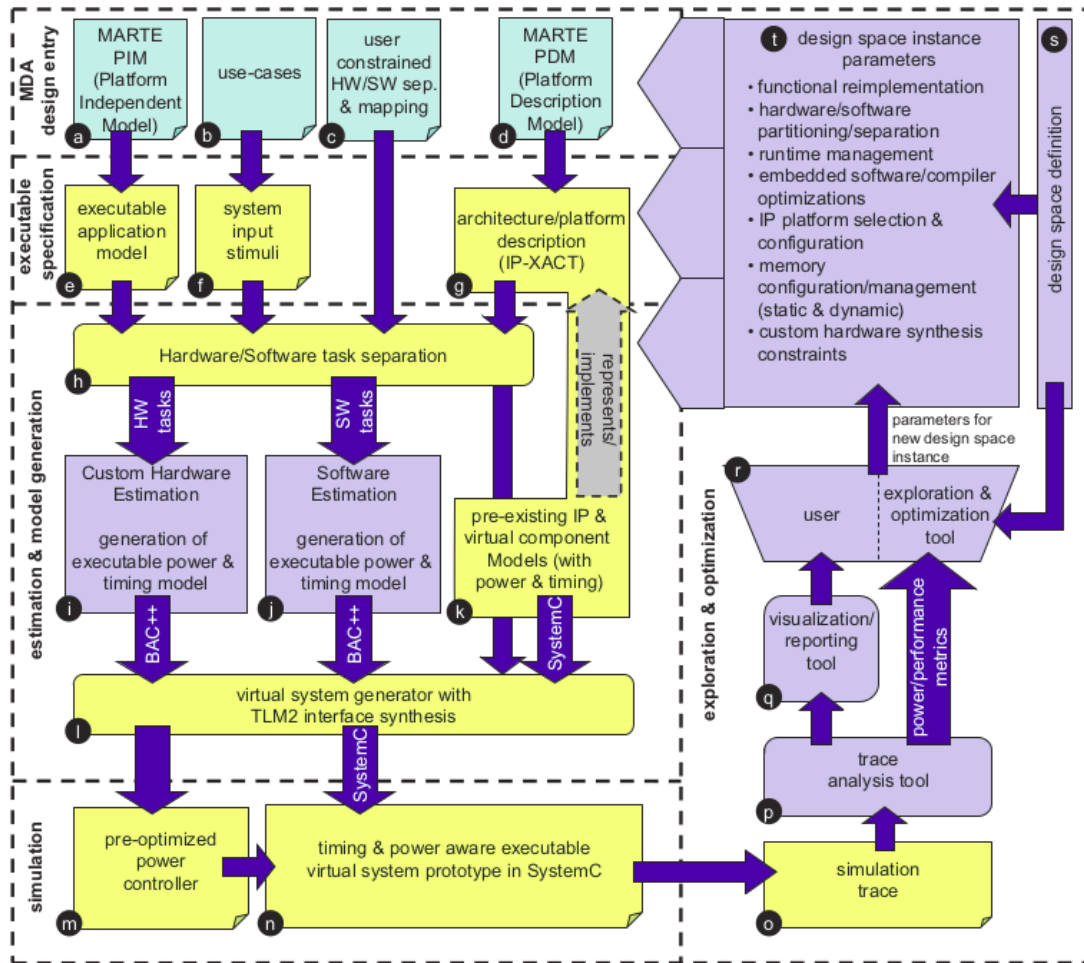 MDA
design entry
MARTE
PIM
(Platform
Independent
Model)
a
use-cases
b
user
constrained
HW/SW sep.
& mapping
c
MARTE
PDM
(Platform
Description
Model)
d
executable
specification
executable
application
model
e
system
input
stimuli
f
architecture/platform
description
(IP-XACT)
g
estimation & model generation
Hardware/Software task separation
h
HW
tasks
SW
tasks
represents/
implements
Custom Hardware
Estimation
generation of
executable power &
timing model
i
BAC++
Software
Estimation
generation of
executable power &
timing model
j
BAC++
pre-existing IP &
virtual component
Models (with
power & timing)
k
SystemC
virtual system generator with
TLM2 interface synthesis
l
SystemC
simulation
pre-optimized
power
controller
m
timing & power aware executable
virtual system prototype in SystemC
n
t
design space instance
parameters
• functional reimplementation
• hardware/software
partitioning/separation
• runtime management
• embedded software/compiler
optimizations
• IP platform selection &
configuration
• memory
configuration/management
(static & dynamic)
• custom hardware synthesis
constraints
s
design space definition
parameters for
new design space
instance
exploration & optimization
r
user
exploration &
optimization
tool
visualization/
reporting
tool
q
power/performance
metrics
trace
analysis tool
p
simulation
trace
o